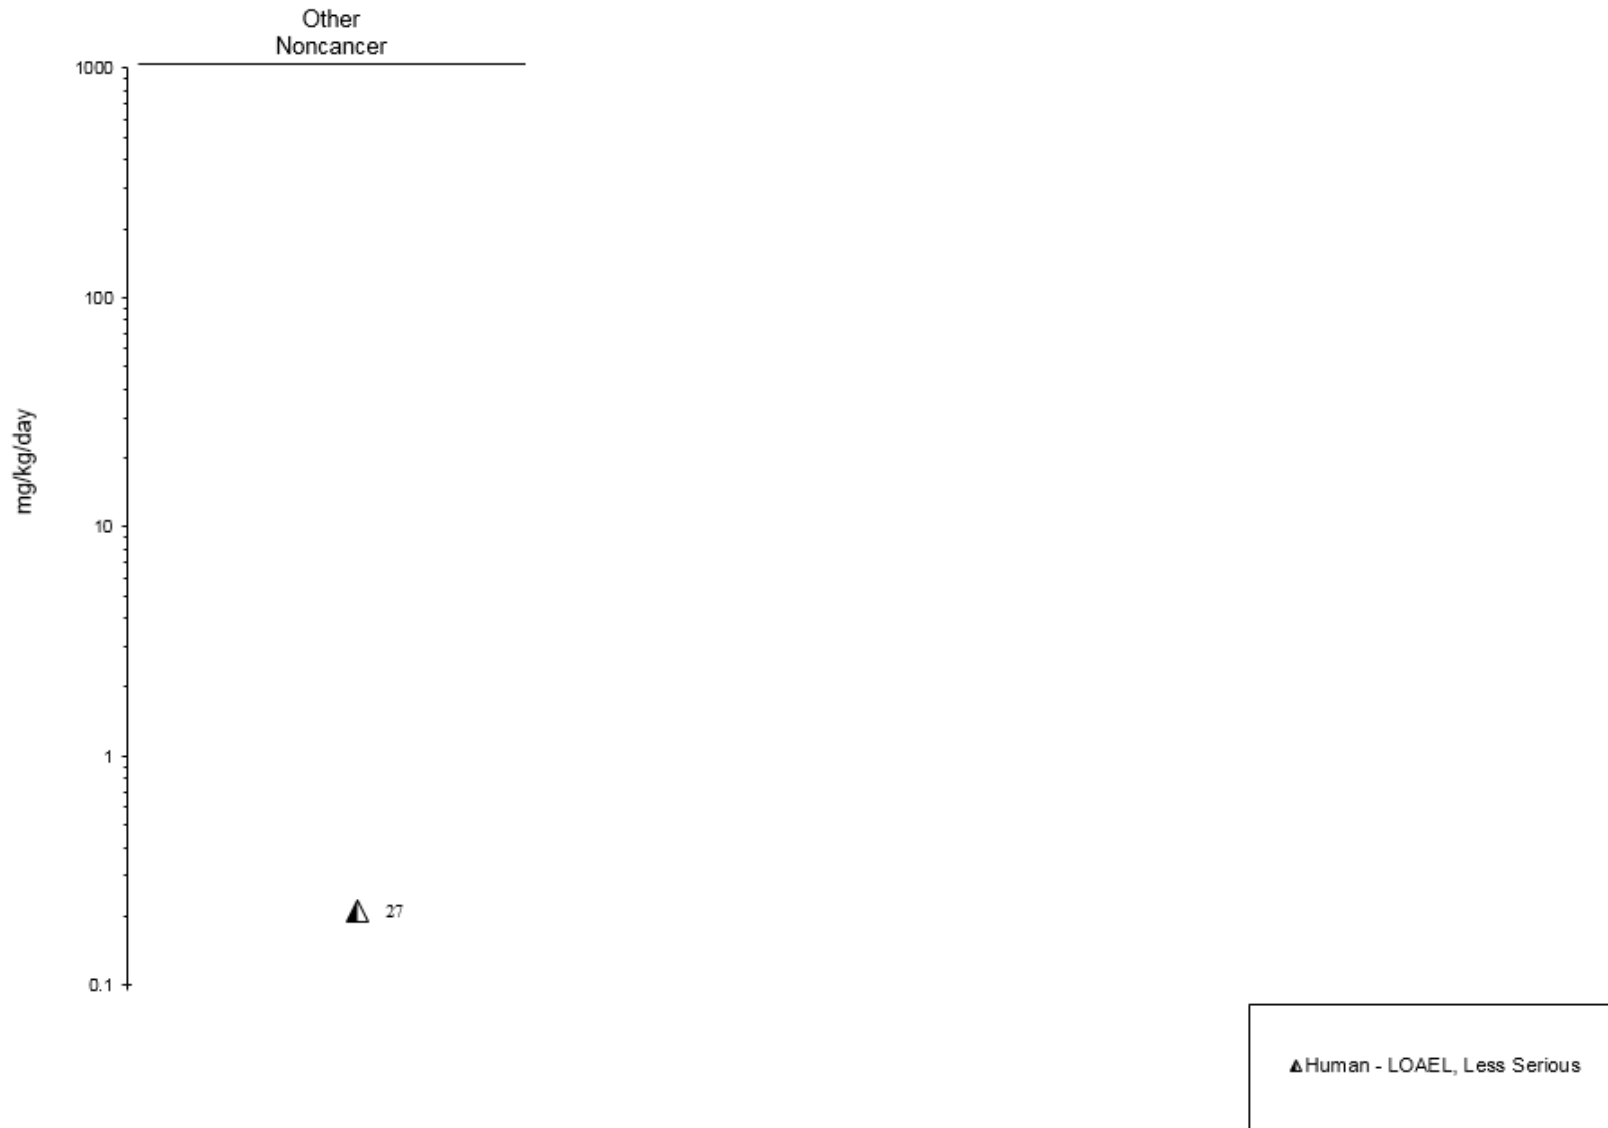 Other
Noncancer
1000
100
mg/kg/day
10
1
27
0.1
Human - LOAEL, Less Serious